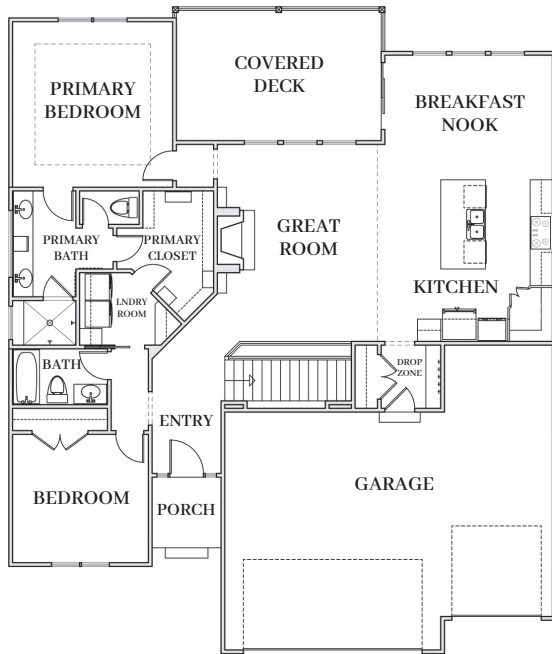 COVERED
DECK
PRIMARY
BEDROOM
BREAKFAST
NOOK
GREAT
ROOM
PRIMARY
BATH
PRIMARY
CLOSET
KITCHEN
LNDRY
ROOM
BATH
DROP
ZONE
ENTRY
BEDROOM
PORCH
GARAGE